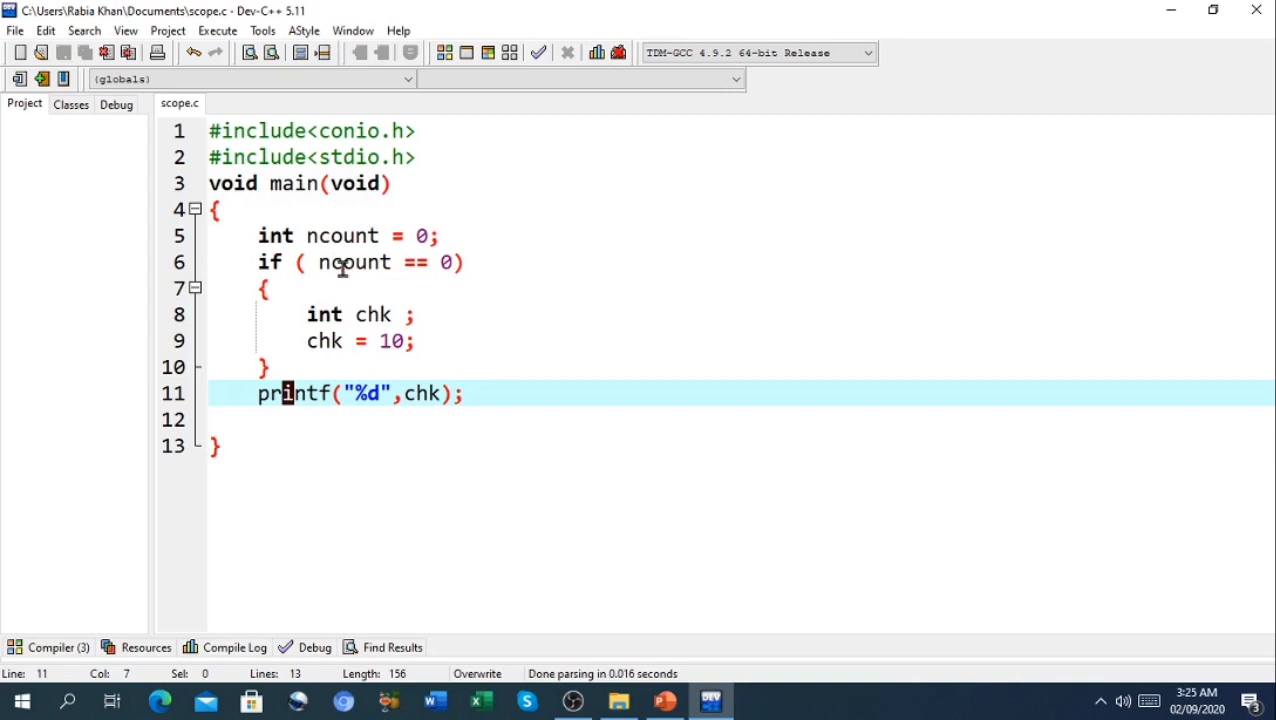 C:\Users\Rabia Khan\Documents\scope.c - Dev-C++ 5.11
File Edit Search View Project Execute Tools AStyle Window Help
TDM-GCC 4.9.2 64-bit Release
(globals)
Project Classes Debug scope.c
1 #include<conio.h>
2 #include<stdio.h>
3 void main(void)
4 {
5 int ncount = 0;
6 if ( ncount == 0)
7 {
8 int chk ;
9 chk = 10;
10 }
11 printf("%d",chk);
12
13 }
Compiler (3) Resources Compile Log Debug Find Results
Line: 11 Col: 7 Sel: 0 Lines: 13 Length: 156 Overwrite Done parsing in 0.016 seconds
DEV
3:25 AM
02/09/2020
3